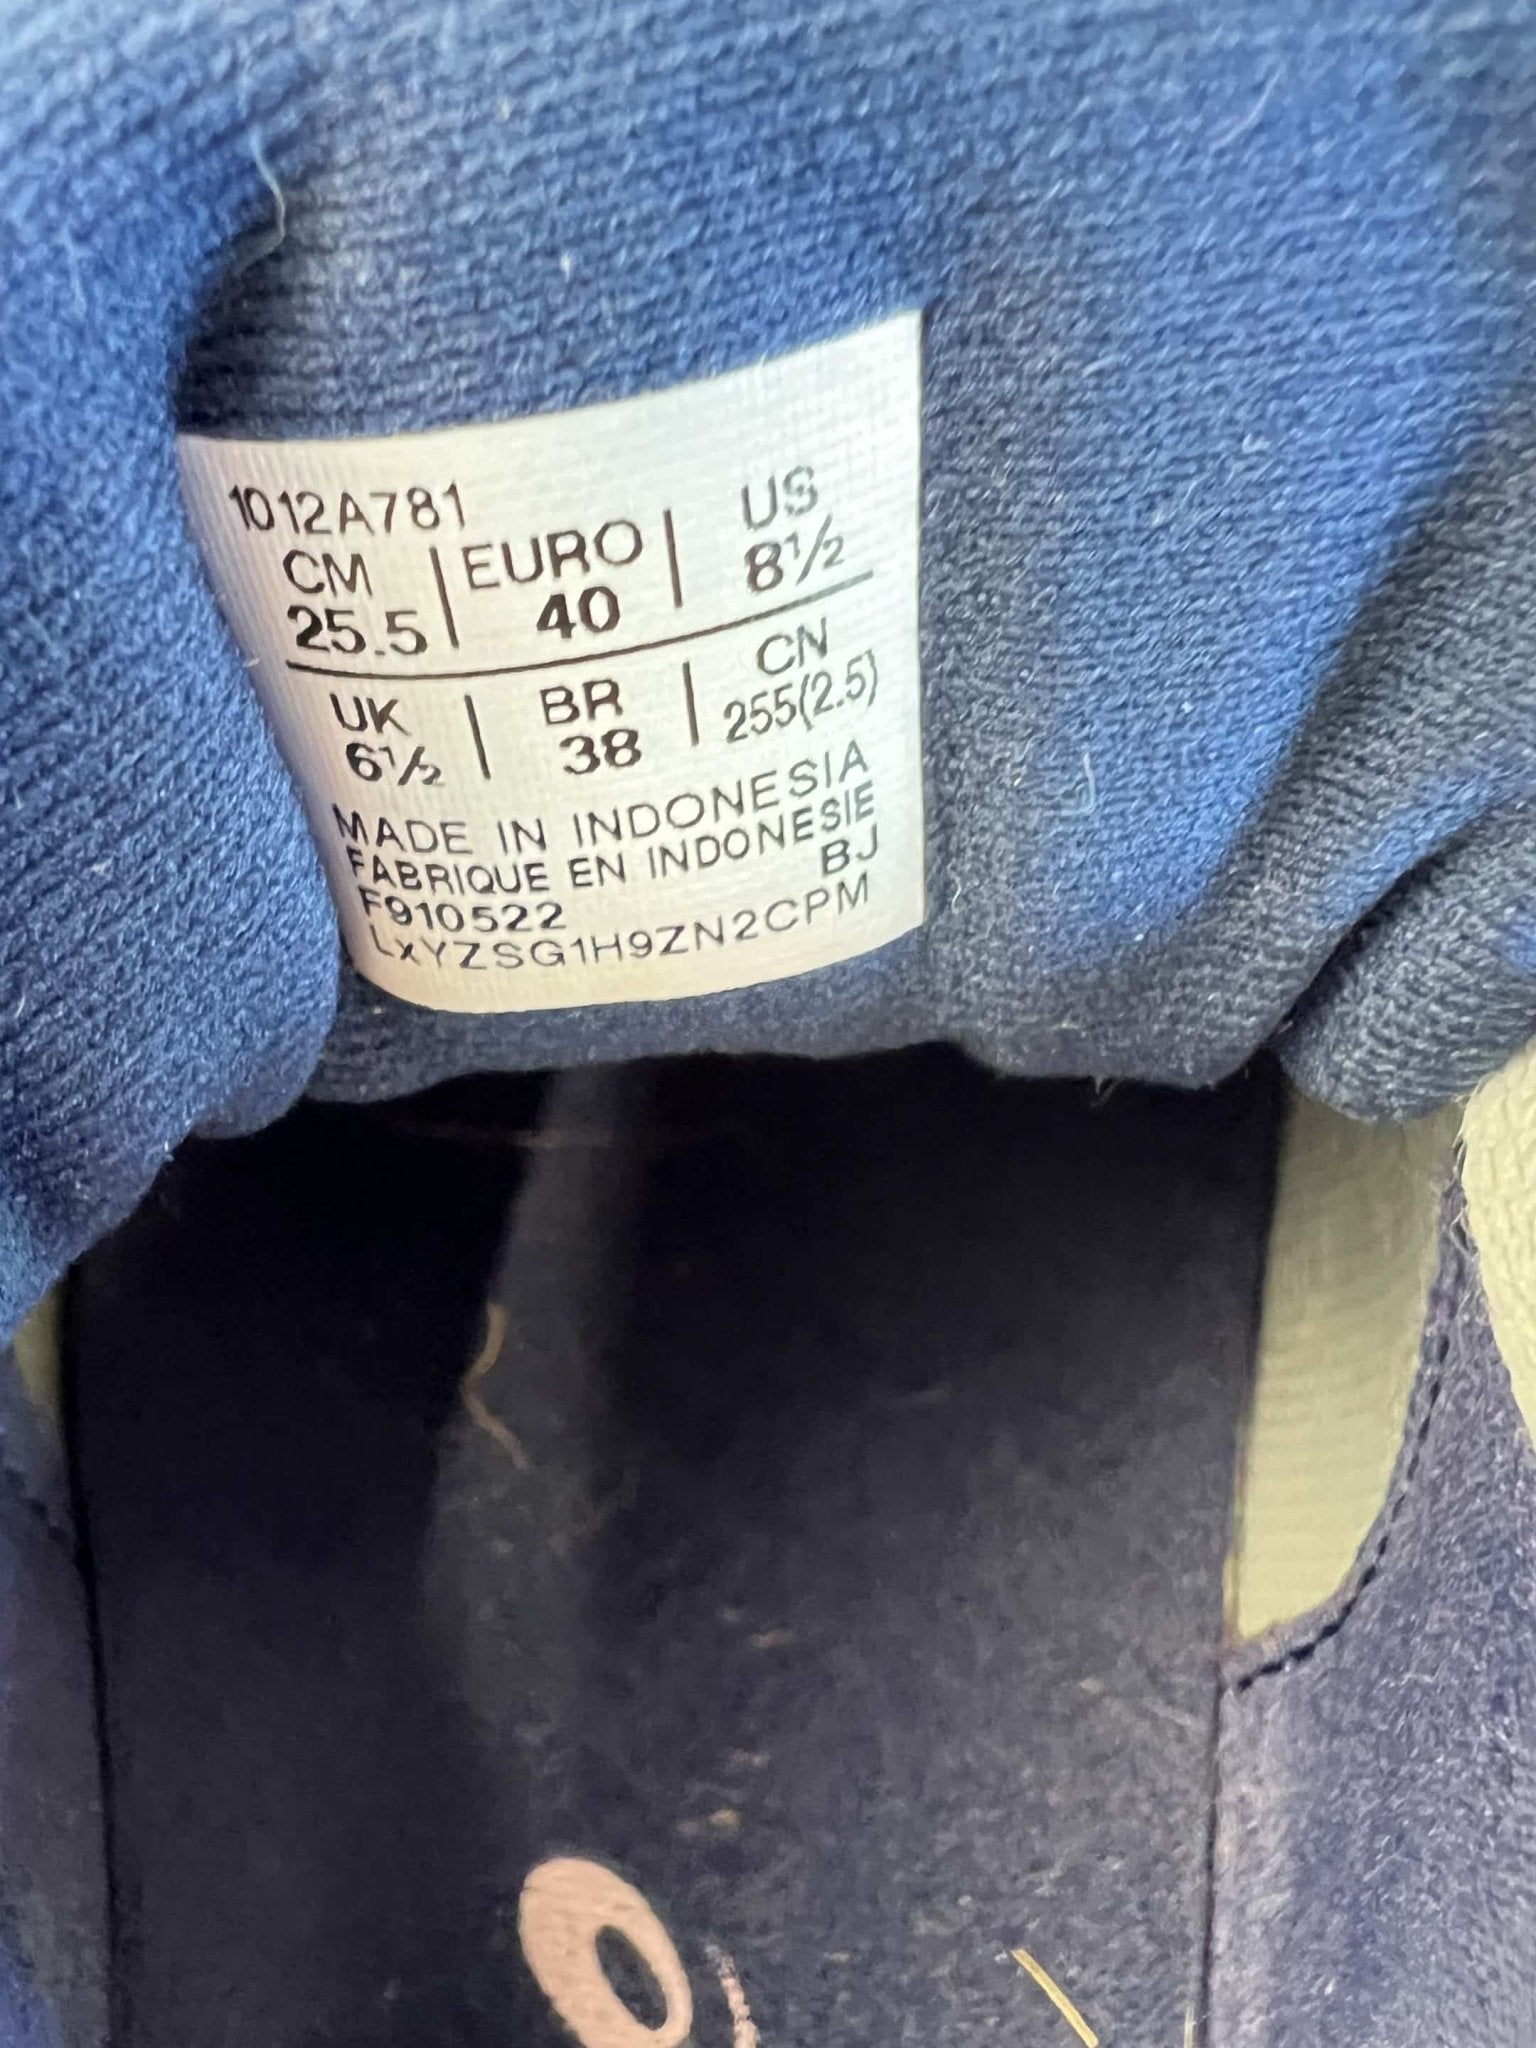 1012A781
CM | EURO | US
25.5 | 40 | 8½
UK | BR | CN
6½ | 38 | 255(2.5)
MADE IN INDONESIA
FABRIQUE EN INDONESIE
F910522 BJ
LxYZSG1H9ZN2CPM